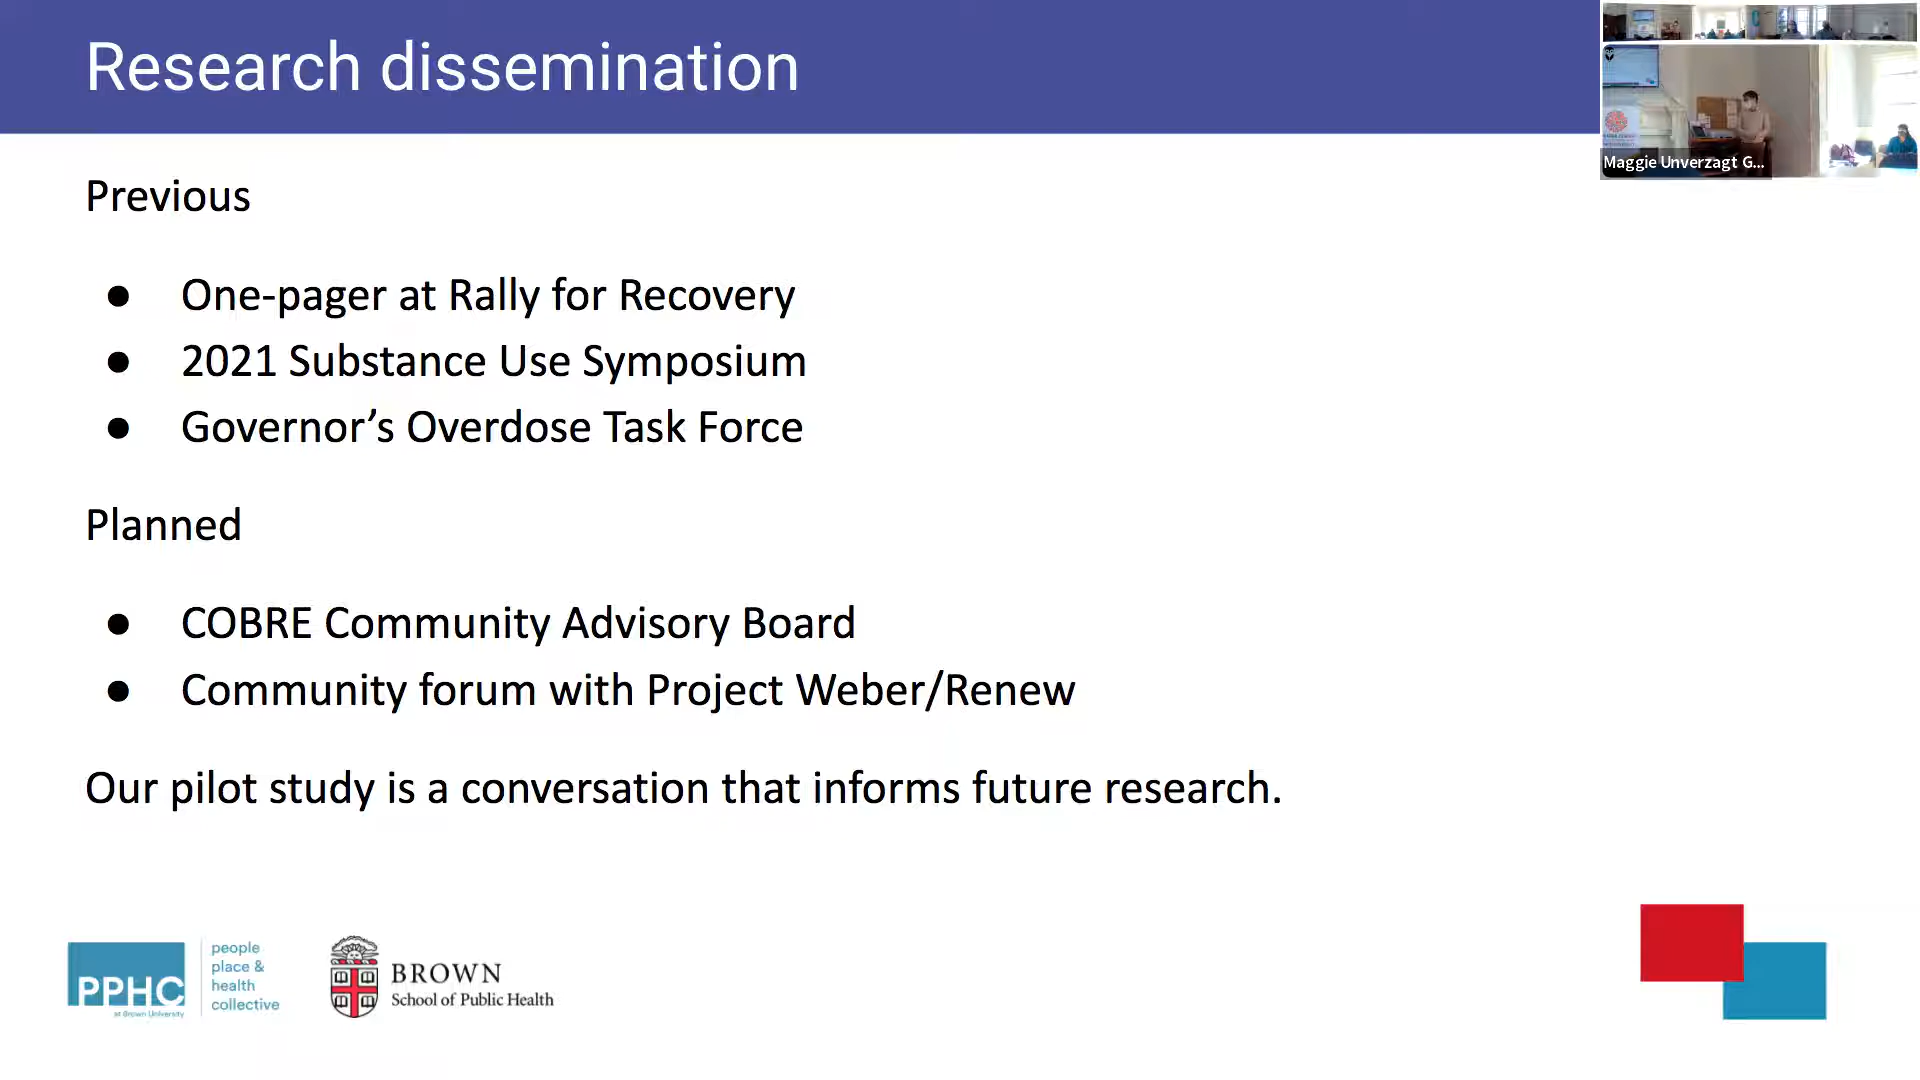 Research dissemination
Maggie Unverzagt G...
Previous
● One-pager at Rally for Recovery
● 2021 Substance Use Symposium
● Governor’s Overdose Task Force
Planned
● COBRE Community Advisory Board
● Community forum with Project Weber/Renew
Our pilot study is a conversation that informs future research.
PPHC
at Brown University
people
place &
health
collective
BROWN
School of Public Health